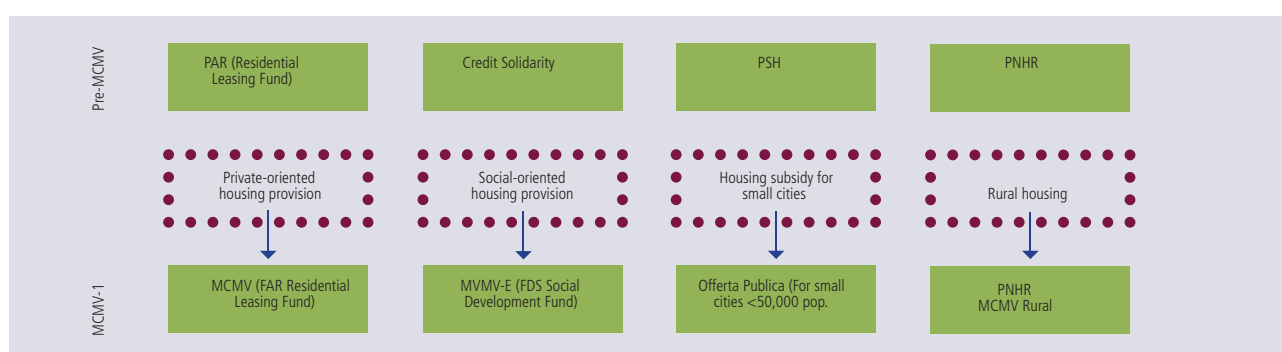 Pre-MCMV
PAR (Residential
Leasing Fund)
Credit Solidarity
PSH
PNHR
Private-oriented
housing provision
Social-oriented
housing provision
Housing subsidy for
small cities
Rural housing
MCMV-1
MCMV (FAR Residential
Leasing Fund)
MVMV-E (FDS Social
Development Fund)
Offerta Publica (For small
cities <50,000 pop.
PNHR
MCMV Rural